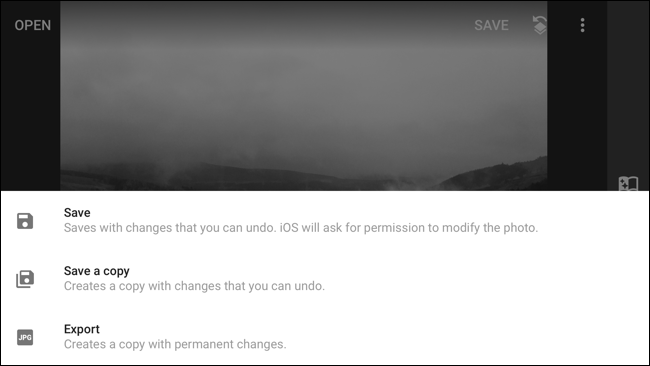 OPEN
SAVE
Save
Saves with changes that you can undo. iOS will ask for permission to modify the photo.
Save a copy
Creates a copy with changes that you can undo.
JPG
Export
Creates a copy with permanent changes.